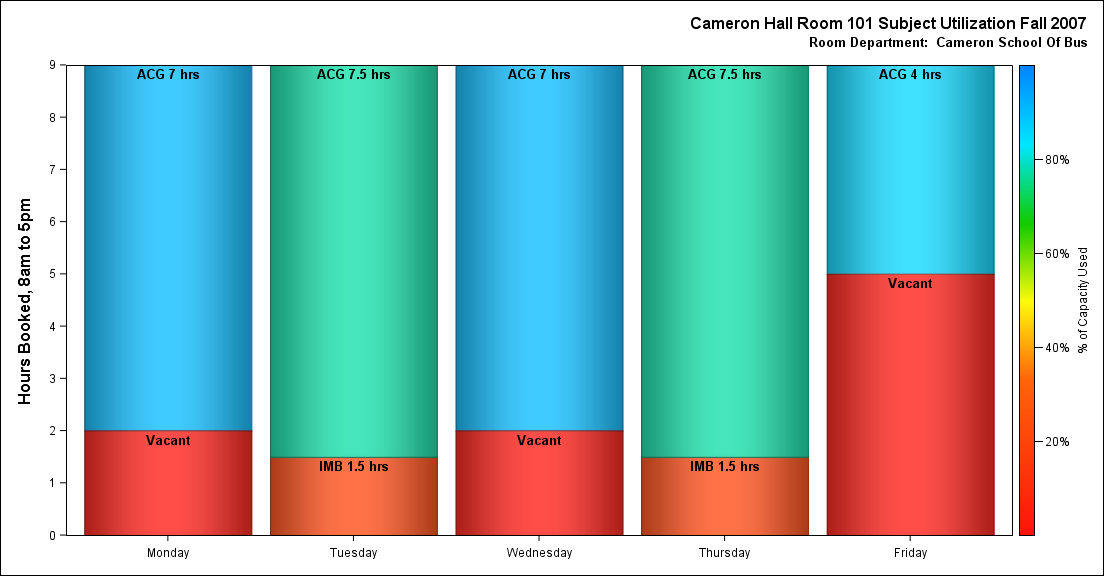 Cameron Hall Room 101 Subject Utilization Fall 2007
Room Department: Cameron School Of Bus
Hours Booked, 8am to 5pm
9
8
7
6
5
4
3
2
1
0
ACG 7 hrs
Vacant
ACG 7.5 hrs
IMB 1.5 hrs
ACG 7 hrs
Vacant
ACG 7.5 hrs
IMB 1.5 hrs
ACG 4 hrs
Vacant
Monday
Tuesday
Wednesday
Thursday
Friday
80%
60%
40%
20%
% of Capacity Used